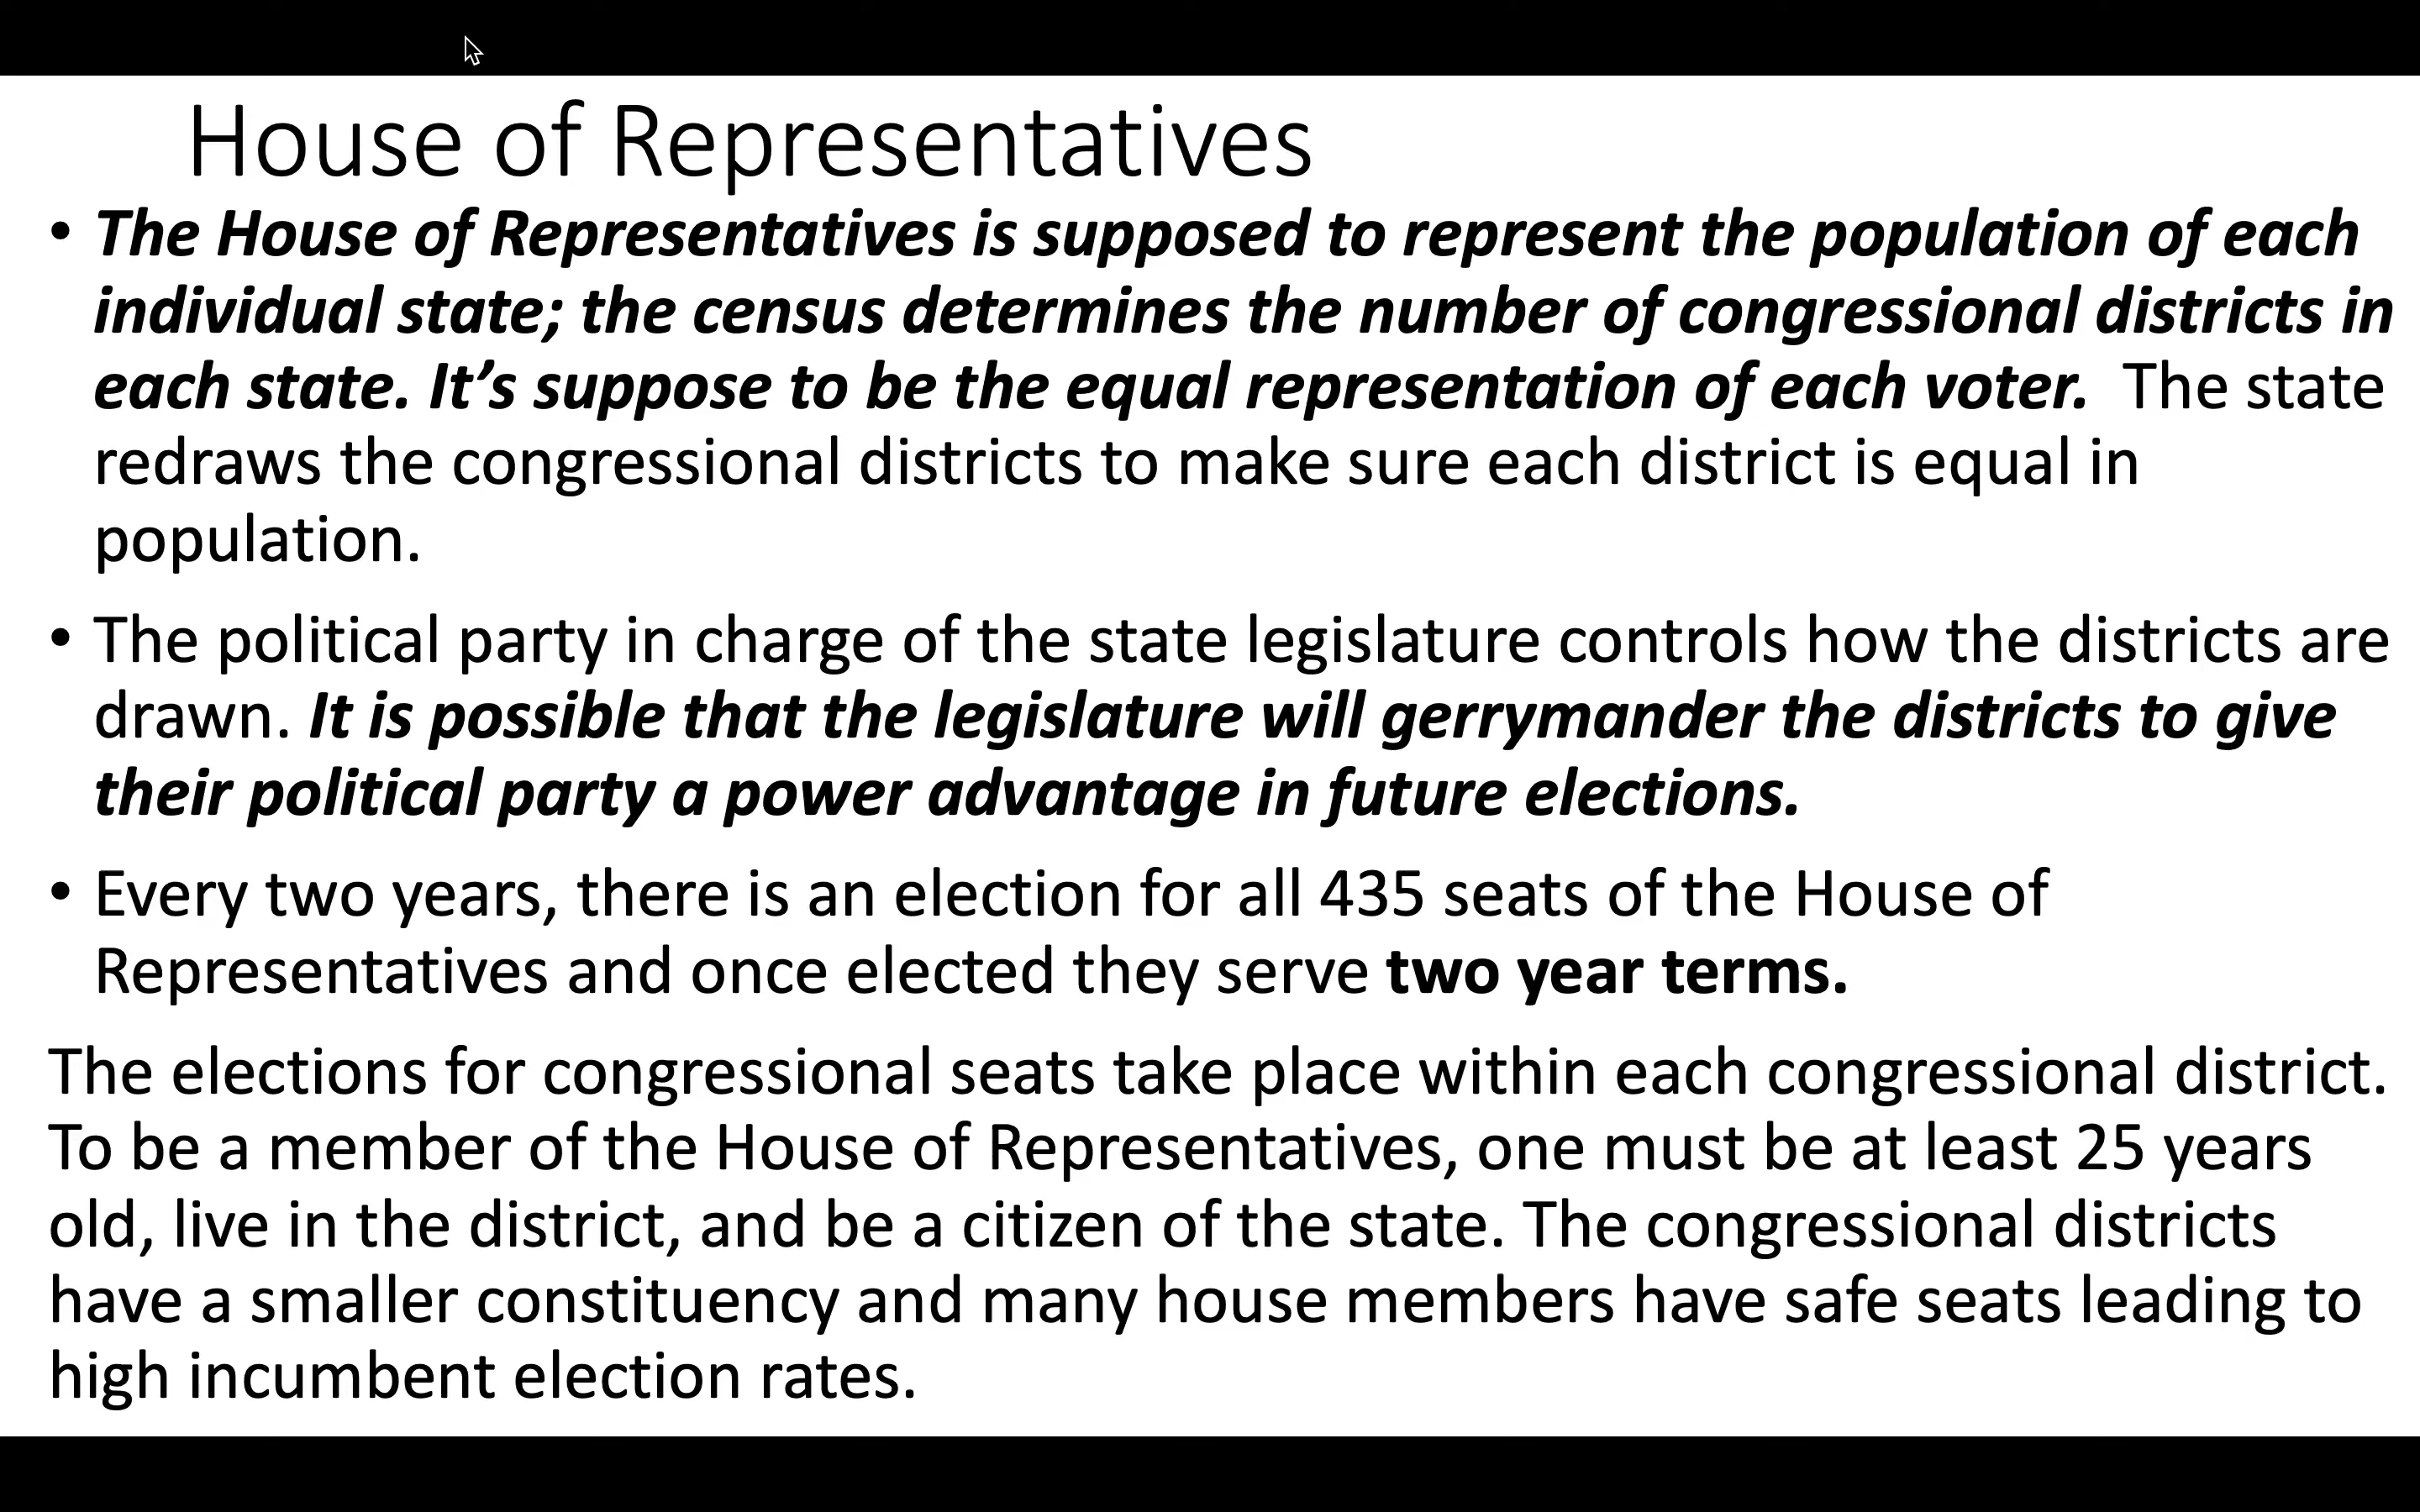 House of Representatives
• The House of Representatives is supposed to represent the population of each
individual state; the census determines the number of congressional districts in
each state. It’s suppose to be the equal representation of each voter. The state
redraws the congressional districts to make sure each district is equal in
population.
• The political party in charge of the state legislature controls how the districts are
drawn. It is possible that the legislature will gerrymander the districts to give
their political party a power advantage in future elections.
• Every two years, there is an election for all 435 seats of the House of
Representatives and once elected they serve two year terms.
The elections for congressional seats take place within each congressional district.
To be a member of the House of Representatives, one must be at least 25 years
old, live in the district, and be a citizen of the state. The congressional districts
have a smaller constituency and many house members have safe seats leading to
high incumbent election rates.